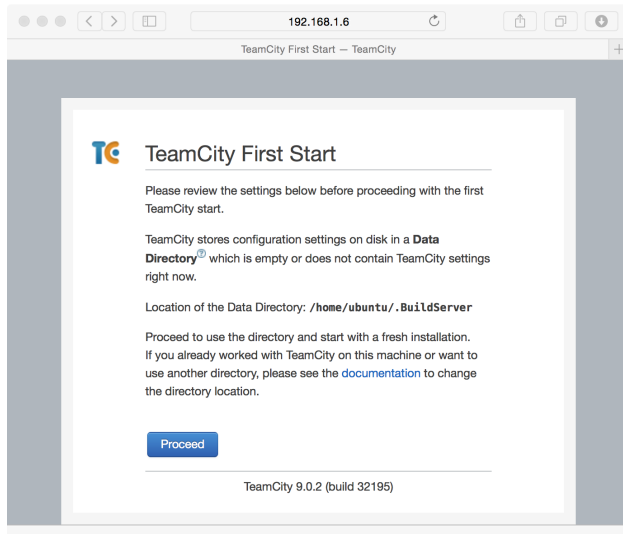 192.168.1.6
TeamCity First Start — TeamCity
TC
TeamCity First Start
Please review the settings below before proceeding with the first
TeamCity start.
TeamCity stores configuration settings on disk in a Data
Directory? which is empty or does not contain TeamCity settings
right now.
Location of the Data Directory: /home/ubuntu/.BuildServer
Proceed to use the directory and start with a fresh installation.
If you already worked with TeamCity on this machine or want to
use another directory, please see the documentation to change
the directory location.
Proceed
TeamCity 9.0.2 (build 32195)